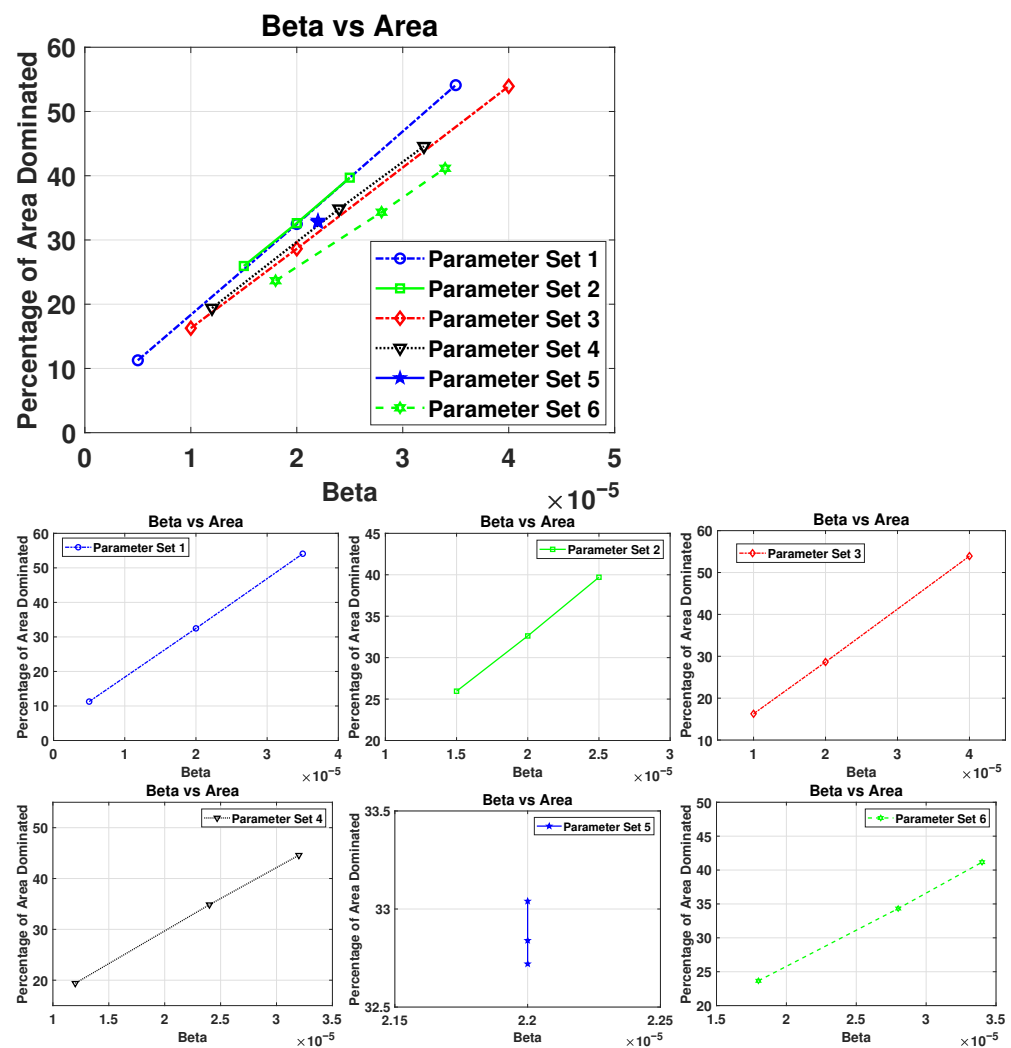 Beta vs Area
Percentage of Area Dominated
60
50
40
30
20
10
0
Parameter Set 1
Parameter Set 2
Parameter Set 3
Parameter Set 4
Parameter Set 5
Parameter Set 6
0 1 2 3 4 5
Beta
×10⁻⁵
Beta vs Area
Percentage of Area Dominated
60
50
40
30
20
10
0
Parameter Set 1
0 1 2 3 4
Beta
×10⁻⁵
Beta vs Area
Percentage of Area Dominated
45
40
35
30
25
20
Parameter Set 2
1 1.5 2 2.5 3
Beta
×10⁻⁵
Beta vs Area
Percentage of Area Dominated
60
50
40
30
20
10
Parameter Set 3
1 2 3 4
Beta
×10⁻⁵
Beta vs Area
Percentage of Area Dominated
50
40
30
20
Parameter Set 4
1 1.5 2 2.5 3 3.5
Beta
×10⁻⁵
Beta vs Area
Percentage of Area Dominated
33.5
33
32.5
Parameter Set 5
2.15 2.2 2.25
Beta
×10⁻⁵
Beta vs Area
Percentage of Area Dominated
50
45
40
35
30
25
20
Parameter Set 6
1.5 2 2.5 3 3.5
Beta
×10⁻⁵